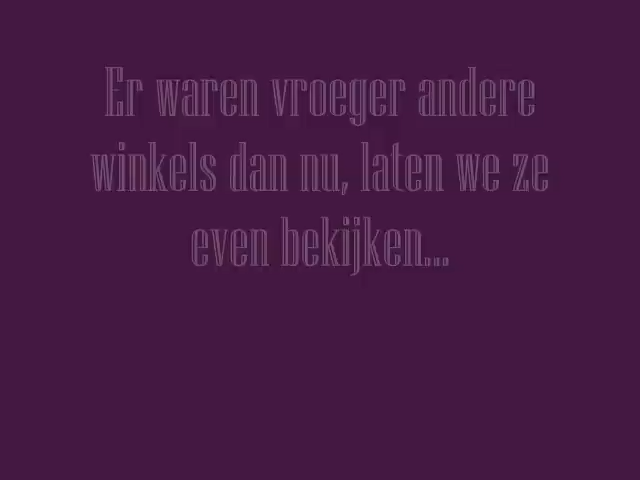 Er waren vroeger andere
winkels dan nu, laten we ze
even bekijken...